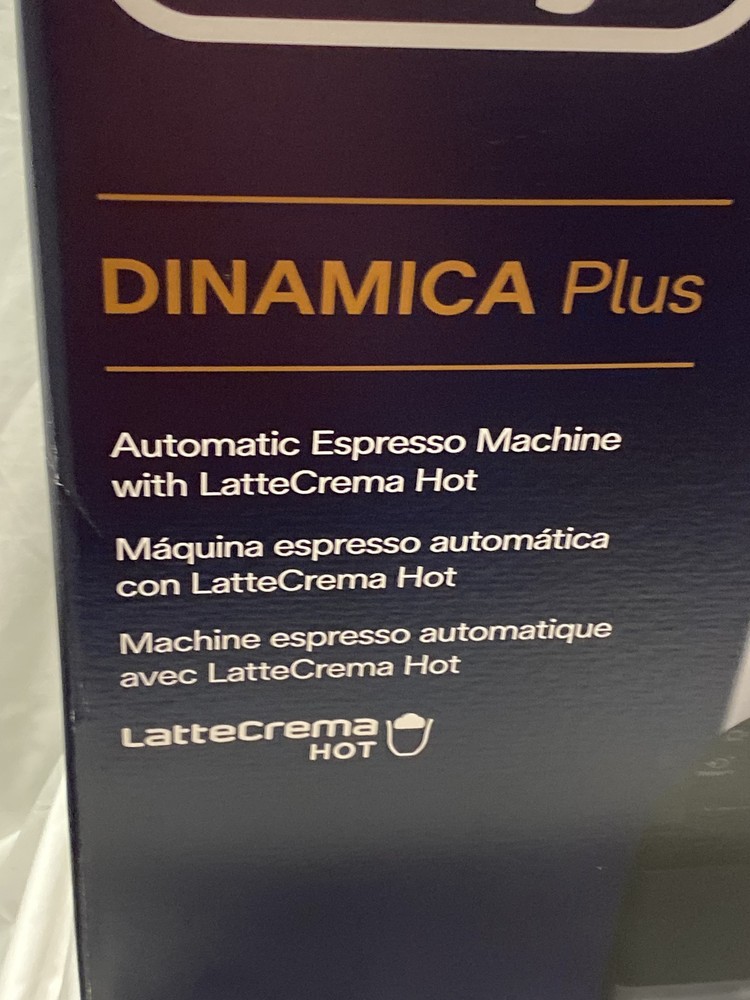 DINAMICA Plus
Automatic Espresso Machine
with LatteCrema Hot
Máquina espresso automática
con LatteCrema Hot
Machine espresso automatique
avec LatteCrema Hot
LatteCrema
HOT